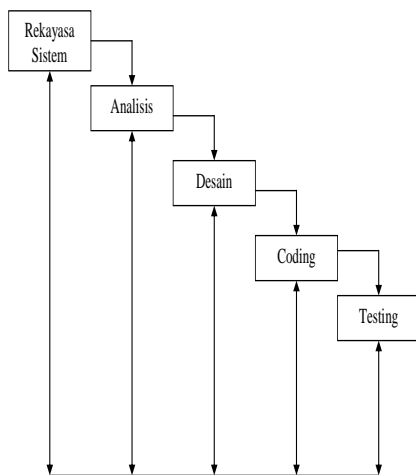 Rekayasa
Sistem
Analisis
Desain
Coding
Testing